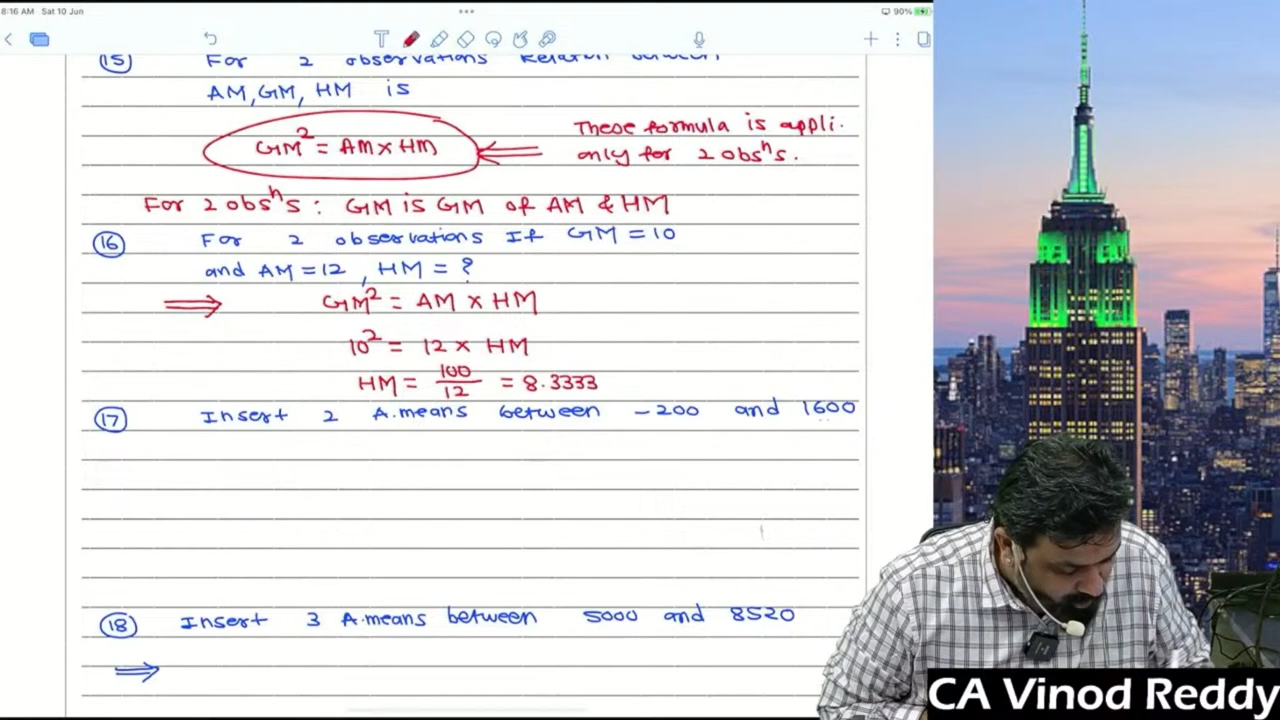 8:16 AM Sat 10 Jun
90%
15 For 2 observations Relation between
AM, GM, HM is
GM² = AM × HM
These formula is appli.
only for 2 obsⁿs.
For 2 obsⁿs : GM is GM of AM & HM
16 For 2 observations If GM = 10
and AM = 12, HM = ?
⇒ GM² = AM × HM
10² = 12 × HM
HM = 100/12 = 8.3333
17 Insert 2 A.means between -200 and 1600
18 Insert 3 A.means between 5000 and 8520
⇒
CA Vinod Reddy